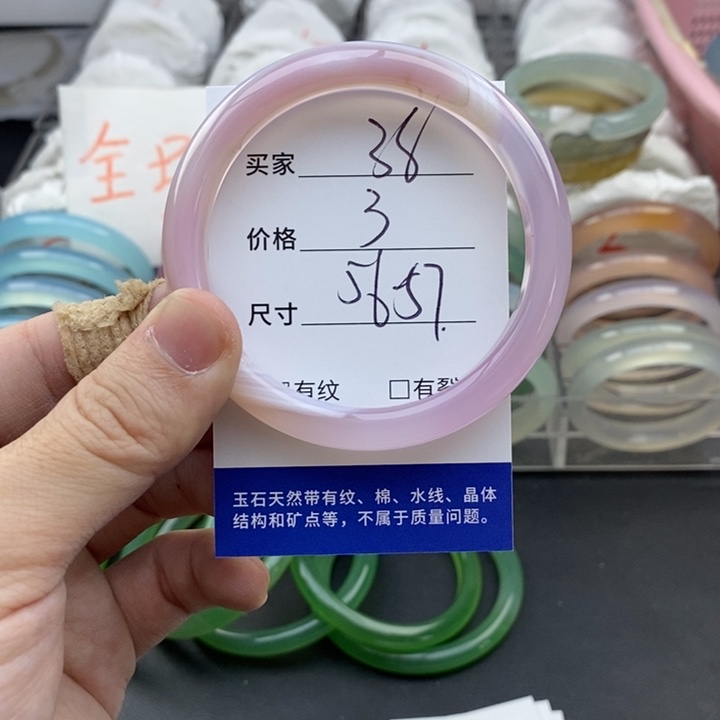 买家 38
价格 3
尺寸 5657.
有纹 □有裂
玉石天然带有纹、棉、水线、晶体
结构和矿点等，不属于质量问题。
全